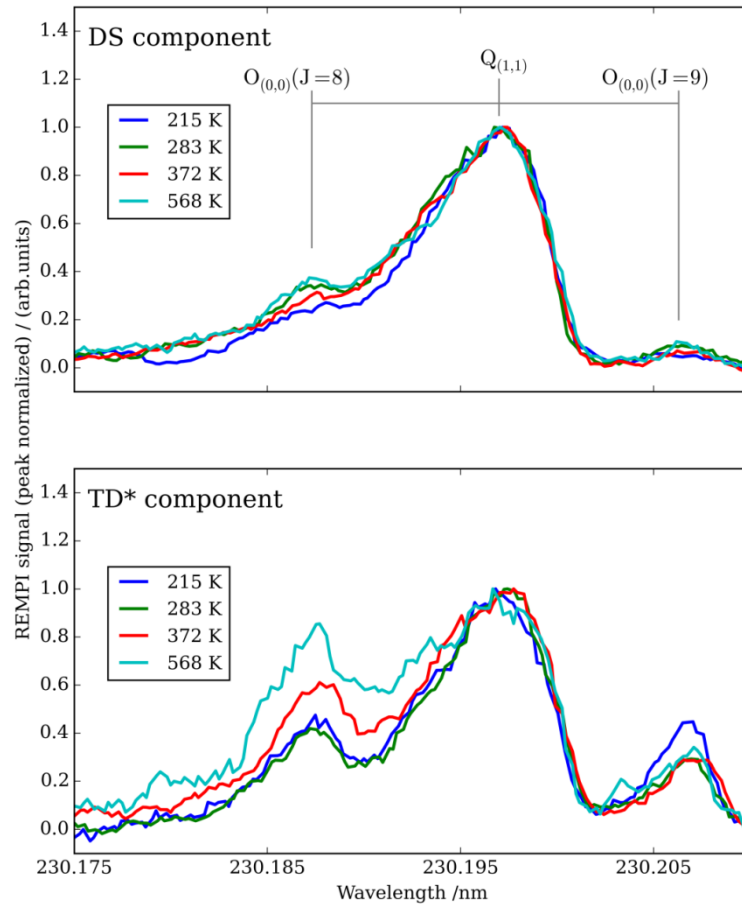 1.4
DS component
1.2
O(0,0)(J=8)
Q(1,1)
O(0,0)(J=9)
1.0
215 K
283 K
0.8
372 K
568 K
0.6
0.4
0.2
0.0
REMPI signal (peak normalized) / (arb.units)
1.4
TD* component
1.2
1.0
215 K
283 K
0.8
372 K
568 K
0.6
0.4
0.2
0.0
230.175
230.185
230.195
230.205
Wavelength /nm